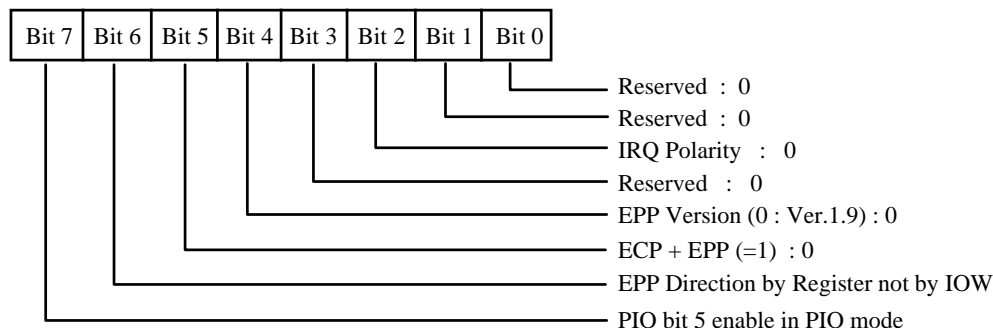 Bit 7 Bit 6 Bit 5 Bit 4 Bit 3 Bit 2 Bit 1 Bit 0
Reserved : 0
Reserved : 0
IRQ Polarity : 0
Reserved : 0
EPP Version (0 : Ver.1.9) : 0
ECP + EPP (=1) : 0
EPP Direction by Register not by IOW
PIO bit 5 enable in PIO mode